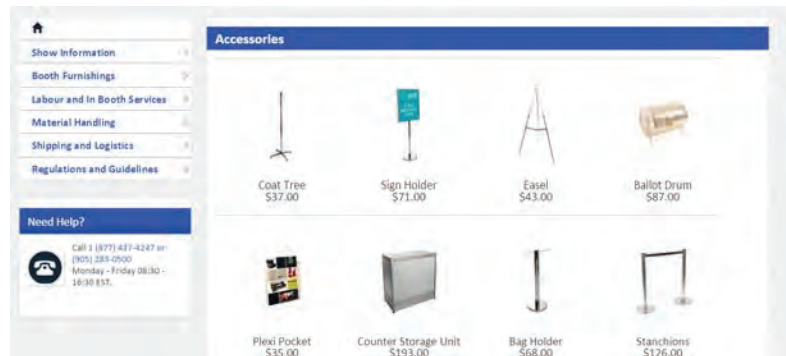 Show Information
Booth Furnishings
Labour and In Booth Services
Material Handling
Shipping and Logistics
Regulations and Guidelines
Need Help?
Call 1 (877) 437-4247 or
(905) 283-0500
Monday - Friday 08:30 -
16:30 EST.
Accessories
Coat Tree
$37.00
Sign Holder
$71.00
Easel
$43.00
Ballot Drum
$87.00
Plexi Pocket
$35.00
Counter Storage Unit
$193.00
Bag Holder
$68.00
Stanchions
$126.00